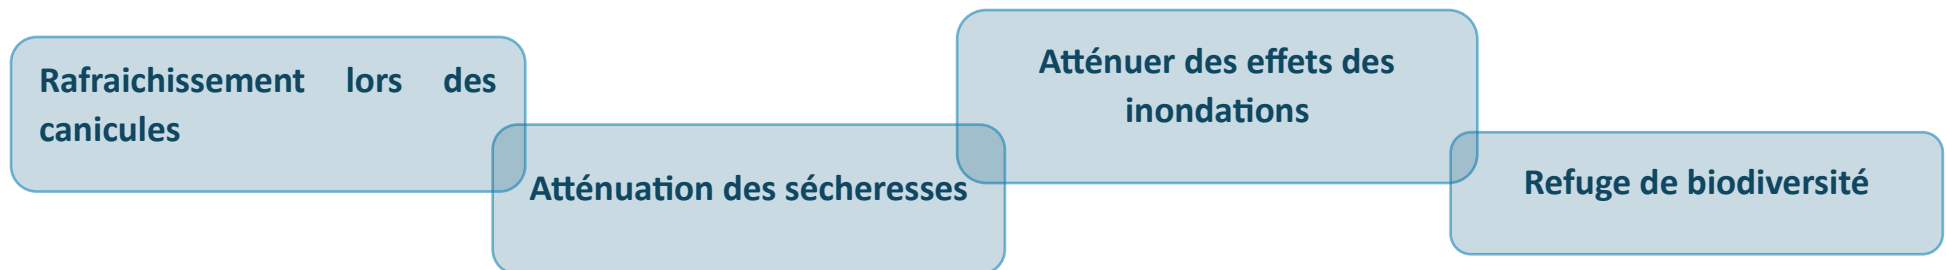 Rafraichissement lors des
canicules
Atténuation des sécheresses
Atténuer des effets des
inondations
Refuge de biodiversité